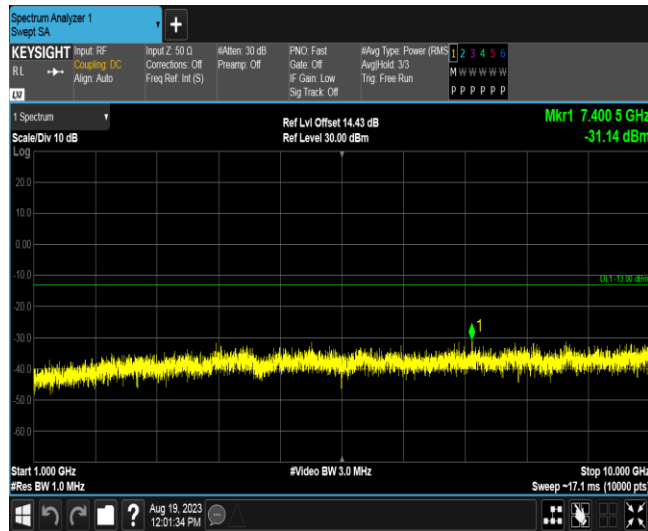 Spectrum Analyzer 1
Swept SA
+
KEYSIGHT
RL
LXI
Input: RF
Coupling: DC
Align: Auto
Input Z: 50 Ω
Corrections: Off
Freq Ref: Int (S)
#Atten: 30 dB
Preamp: Off
PNO: Fast
Gate: Off
IF Gain: Low
Sig Track: Off
#Avg Type: Power (RMS
Avg|Hold: 3/3
Trig: Free Run
1 2 3 4 5 6
M W W W W W
P P P P P P
1 Spectrum
Scale/Div 10 dB
Log
Ref Lvl Offset 14.43 dB
Ref Level 30.00 dBm
Mkr1 7.400 5 GHz
-31.14 dBm
20.0
10.0
0.00
-10.0
DL1 -13.00 dBm
-20.0
-30.0
1
-40.0
-50.0
-60.0
Start 1.000 GHz
#Res BW 1.0 MHz
#Video BW 3.0 MHz
Stop 10.000 GHz
Sweep ~17.1 ms (10000 pts)
?
Aug 19, 2023
12:01:34 PM